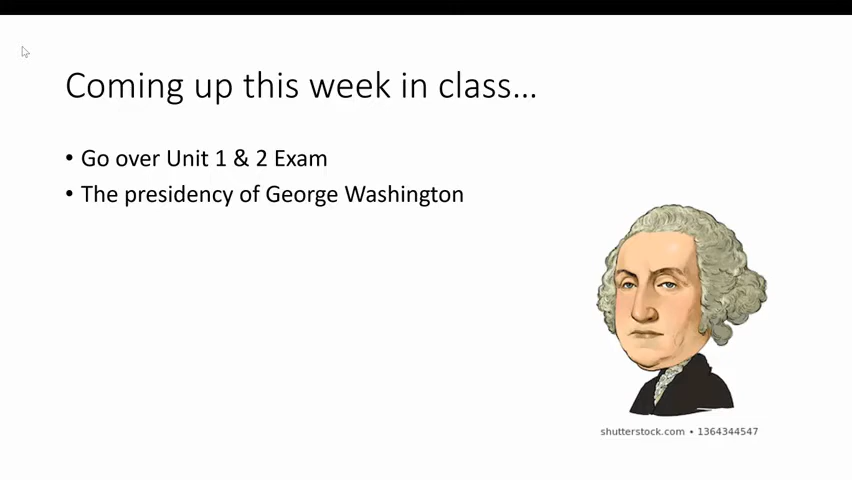 Coming up this week in class...
• Go over Unit 1 & 2 Exam
• The presidency of George Washington
shutterstock.com • 1364344547